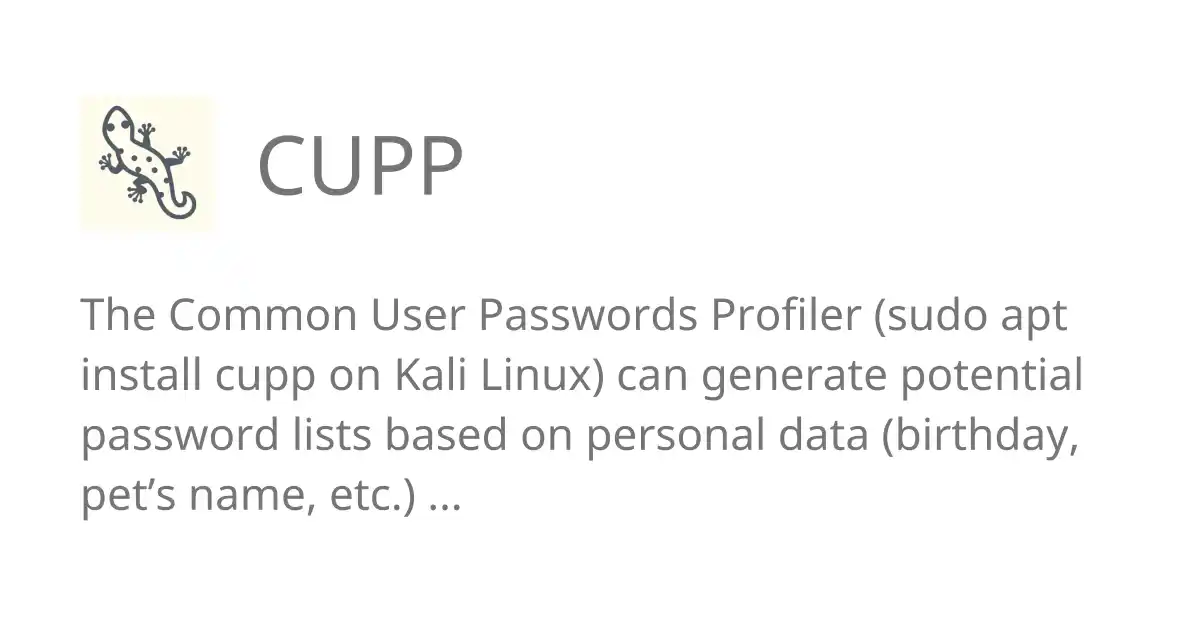 CUPP
The Common User Passwords Profiler (sudo apt
install cupp on Kali Linux) can generate potential
password lists based on personal data (birthday,
pet’s name, etc.) ...